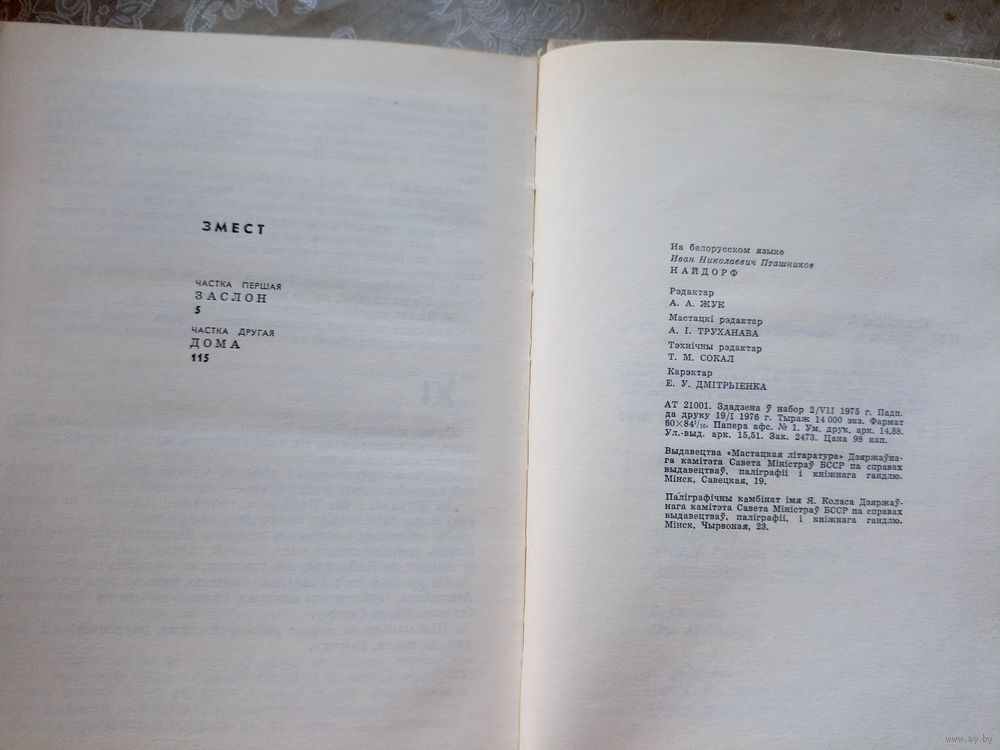 ЗМЕСТ
ЧАСТКА ПЕРШАЯ
ЗАСЛОН
5
ЧАСТКА ДРУГАЯ
ДОМА
115
На белорусском языке
Иван Николаевич Пташников
НАЙДОРФ
Рэдактар
А. А. ЖУК
Мастацкі рэдактар
А. І. ТРУХАНАВА
Тэхнічны рэдактар
Т. М. СОКАЛ
Карэктар
Е. У. ДМІТРЫЕНКА
АТ 21001. Здадзена ў набор 2/VII 1975 г. Падп.
да друку 19/I 1976 г. Тыраж 14 000 экз. Фармат
60×84¹/₁₆. Папера афс. № 1. Ум. друк. арк. 14,88.
Ул.-выд. арк. 15,51. Зак. 2473. Цана 98 кап.
Выдавецтва «Мастацкая літаратура» Дзяржаўна-
га камітэта Савета Міністраў БССР па справах
выдавецтваў, паліграфіі і кніжнага гандлю.
Мінск, Савецкая, 19.
Паліграфічны камбінат імя Я. Коласа Дзяржаў-
нага камітэта Савета Міністраў БССР па справах
выдавецтваў, паліграфіі, і кніжнага гандлю.
Мінск, Чырвоная, 23.
www.ay.by